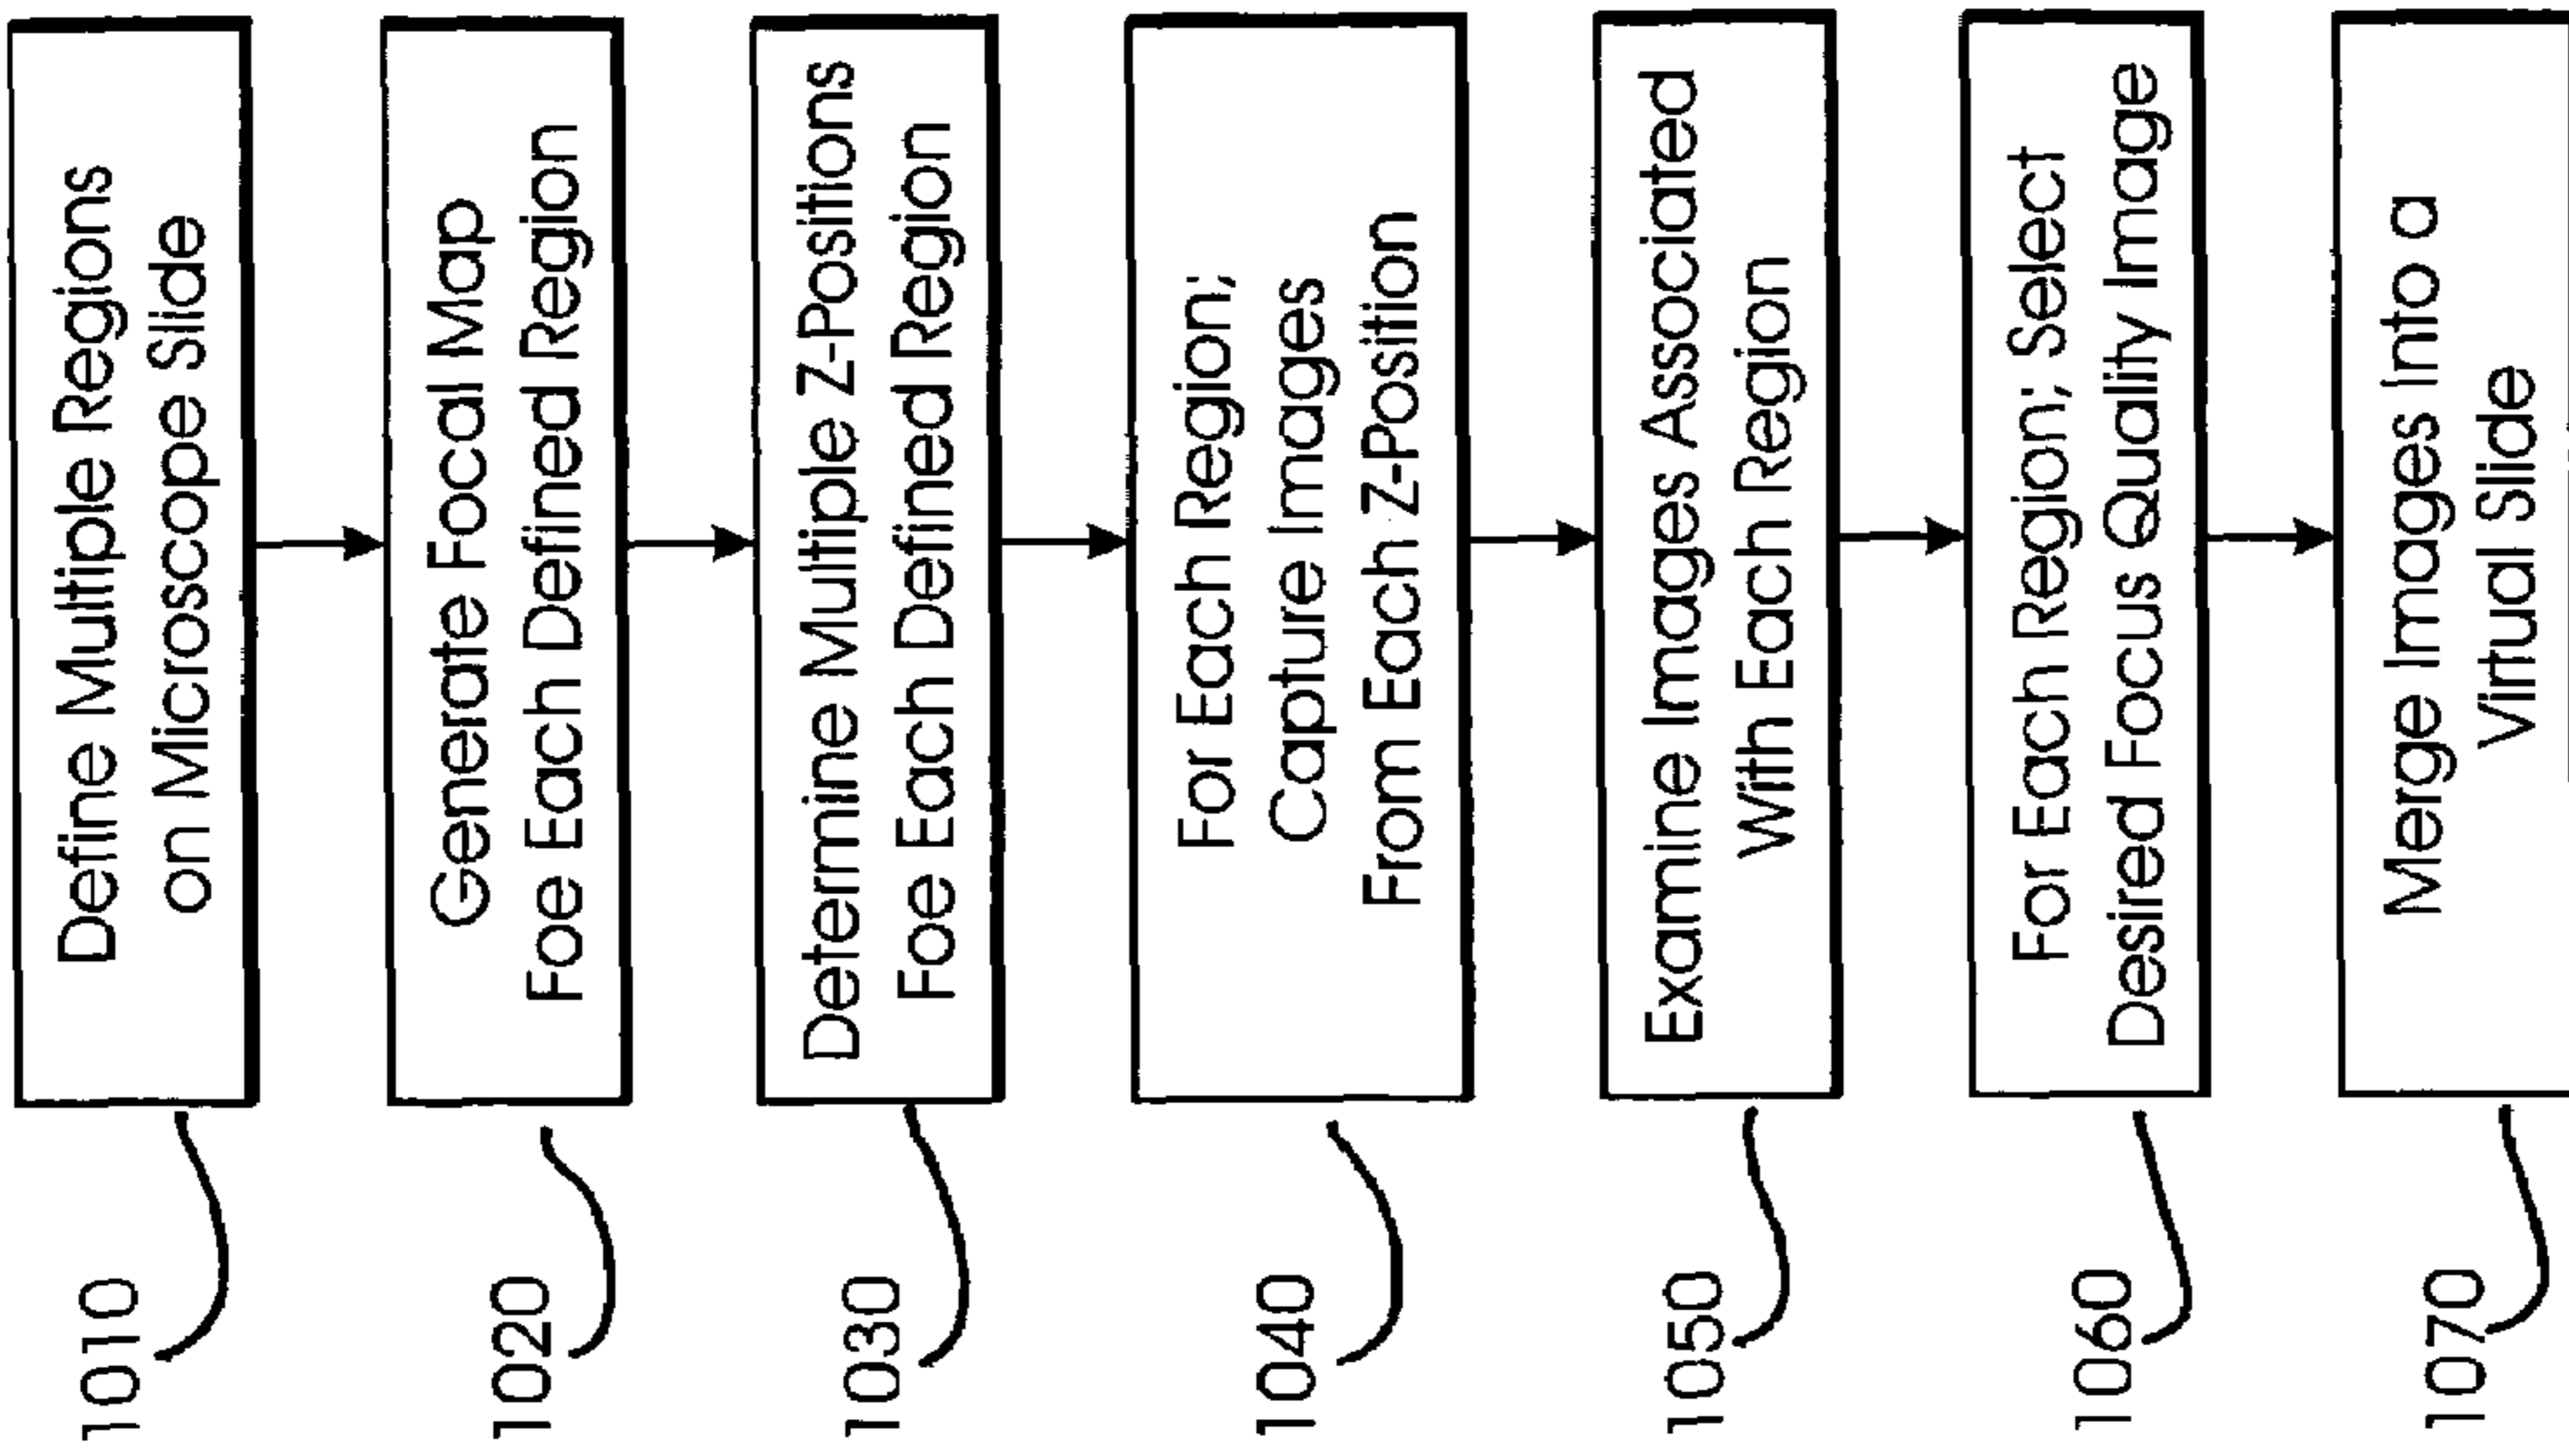 1010
Define Multiple Regions
on Microscope Slide
1020
Generate Focal Map
Foe Each Defined Region
1030
Determine Multiple Z-Positions
Foe Each Defined Region
1040
For Each Region;
Capture Images
From Each Z-Position
1050
Examine Images Associated
With Each Region
1060
For Each Region; Select
Desired Focus Quality Image
1070
Merge Images Into a
Virtual Slide